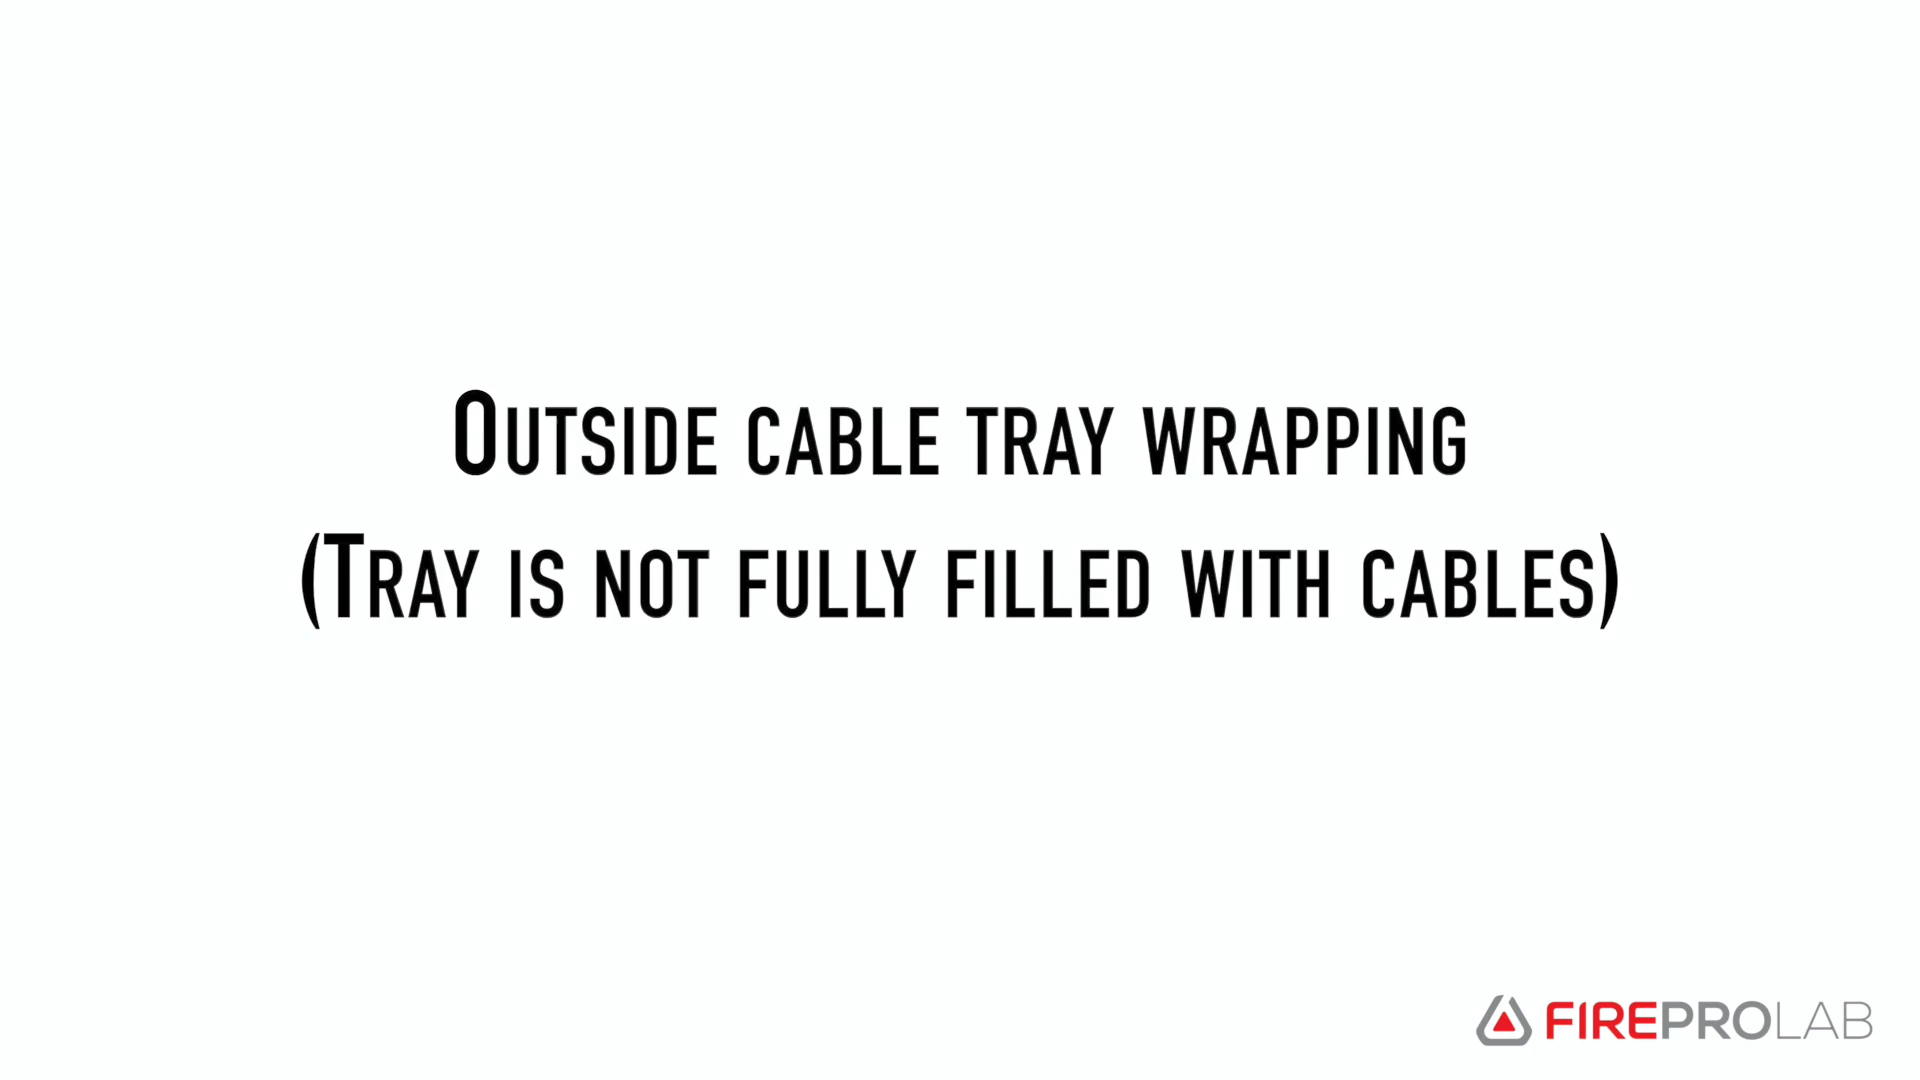 Outside cable tray wrapping
(Tray is not fully filled with cables)
FIREPROLAB